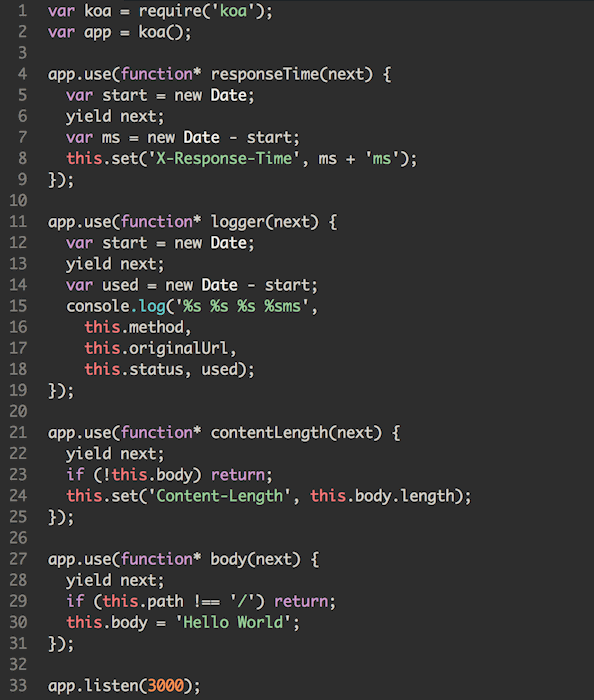 1 var koa = require('koa');
2 var app = koa();
3
4 app.use(function* responseTime(next) {
5   var start = new Date;
6   yield next;
7   var ms = new Date - start;
8   this.set('X-Response-Time', ms + 'ms');
9 });
10
11 app.use(function* logger(next) {
12   var start = new Date;
13   yield next;
14   var used = new Date - start;
15   console.log('%s %s %s %sms',
16     this.method,
17     this.originalUrl,
18     this.status, used);
19 });
20
21 app.use(function* contentLength(next) {
22   yield next;
23   if (!this.body) return;
24   this.set('Content-Length', this.body.length);
25 });
26
27 app.use(function* body(next) {
28   yield next;
29   if (this.path !== '/') return;
30   this.body = 'Hello World';
31 });
32
33 app.listen(3000);